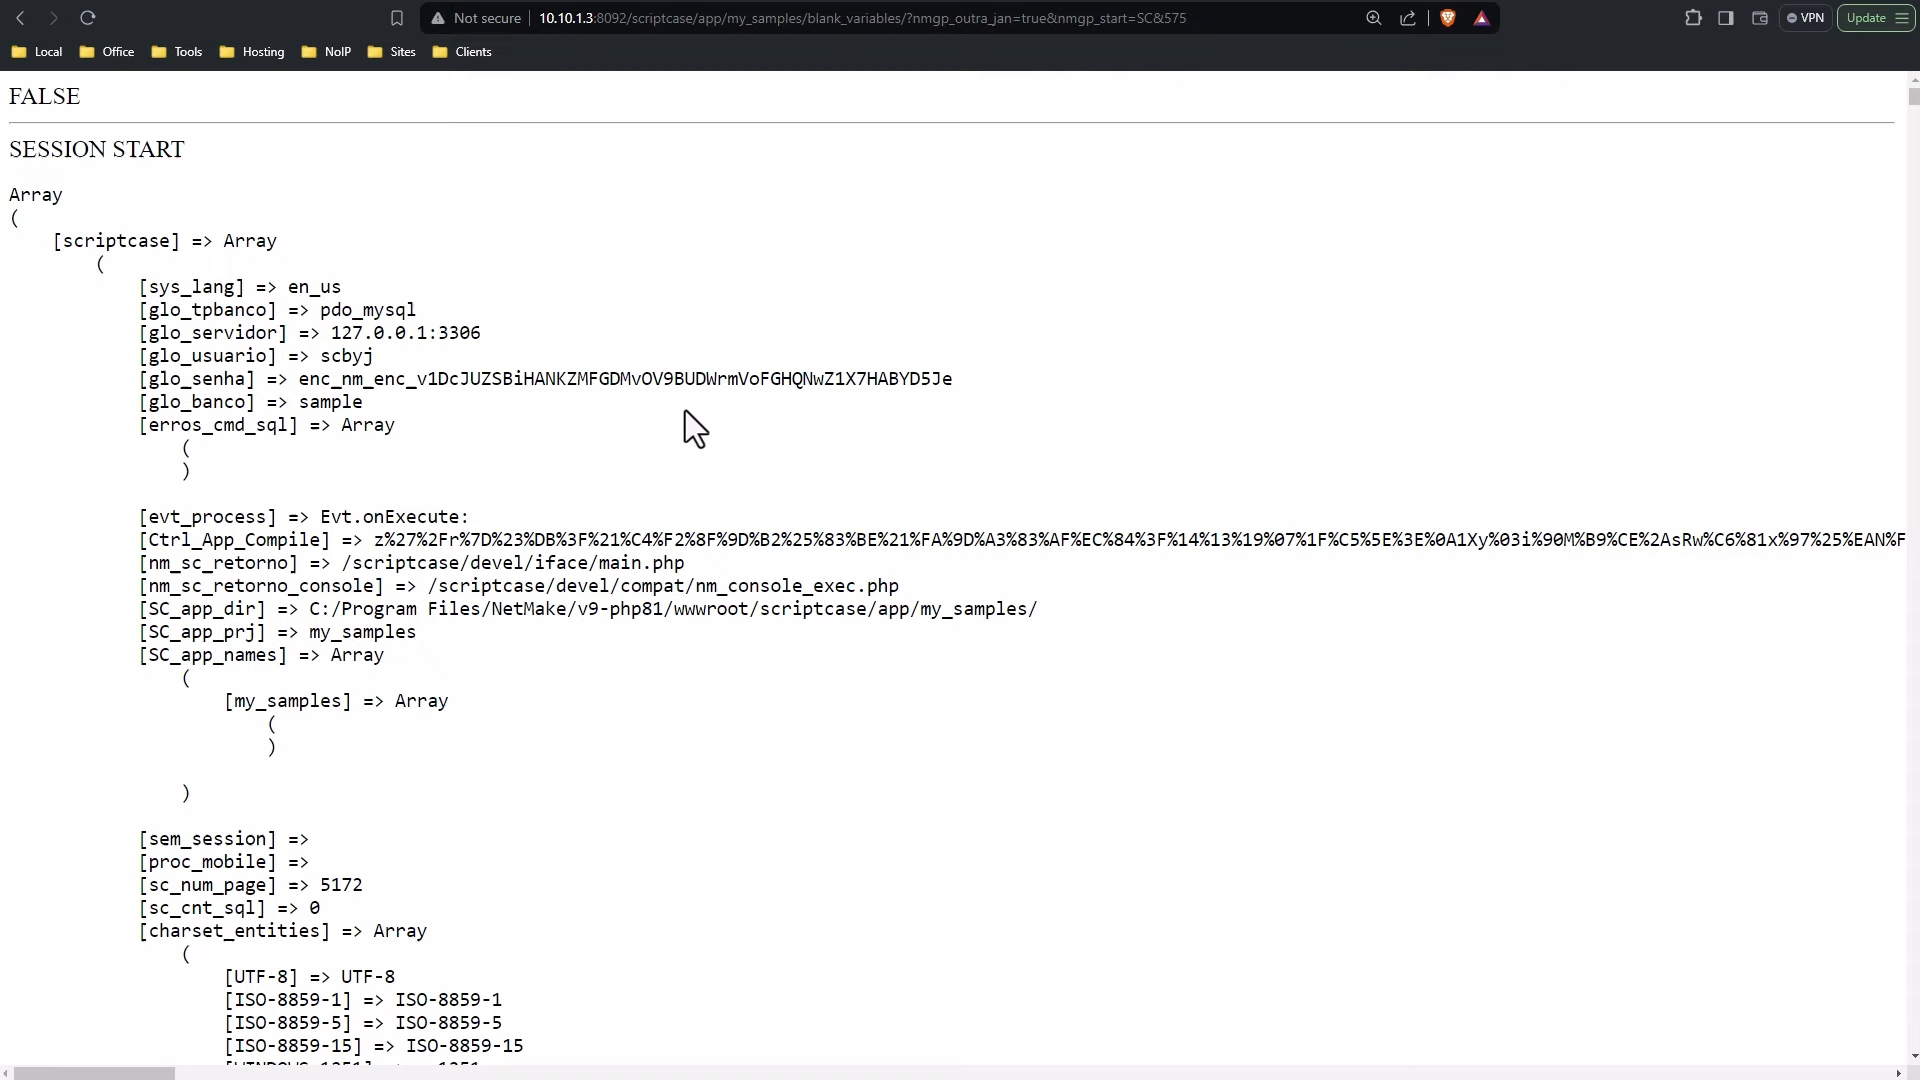 Not secure 10.10.1.3:8092/scriptcase/app/my_samples/blank_variables/?nmgp_outra_jan=true&nmgp_start=SC&575 VPN Update
Local Office Tools Hosting NoIP Sites Clients
FALSE
SESSION START
Array
(
[scriptcase] => Array
(
[sys_lang] => en_us
[glo_tpbanco] => pdo_mysql
[glo_servidor] => 127.0.0.1:3306
[glo_usuario] => scbyj
[glo_senha] => enc_nm_enc_v1DcJUZSBiHANKZMFGDMvOV9BUDWrmVoFGHQNwZ1X7HABYD5Je
[glo_banco] => sample
[erros_cmd_sql] => Array
(
)
[evt_process] => Evt.onExecute:
[Ctrl_App_Compile] => z%27%2Fr%7D%23%DB%3F%21%C4%F2%8F%9D%B2%25%83%BE%21%FA%9D%A3%83%AF%EC%84%3F%14%13%19%07%1F%C5%5E%3E%0A1Xy%03i%90M%B9%CE%2AsRw%C6%81x%97%25%EAN%F
[nm_sc_retorno] => /scriptcase/devel/iface/main.php
[nm_sc_retorno_console] => /scriptcase/devel/compat/nm_console_exec.php
[SC_app_dir] => C:/Program Files/NetMake/v9-php81/wwwroot/scriptcase/app/my_samples/
[SC_app_prj] => my_samples
[SC_app_names] => Array
(
[my_samples] => Array
(
)
)
[sem_session] =>
[proc_mobile] =>
[sc_num_page] => 5172
[sc_cnt_sql] => 0
[charset_entities] => Array
(
[UTF-8] => UTF-8
[ISO-8859-1] => ISO-8859-1
[ISO-8859-5] => ISO-8859-5
[ISO-8859-15] => ISO-8859-15